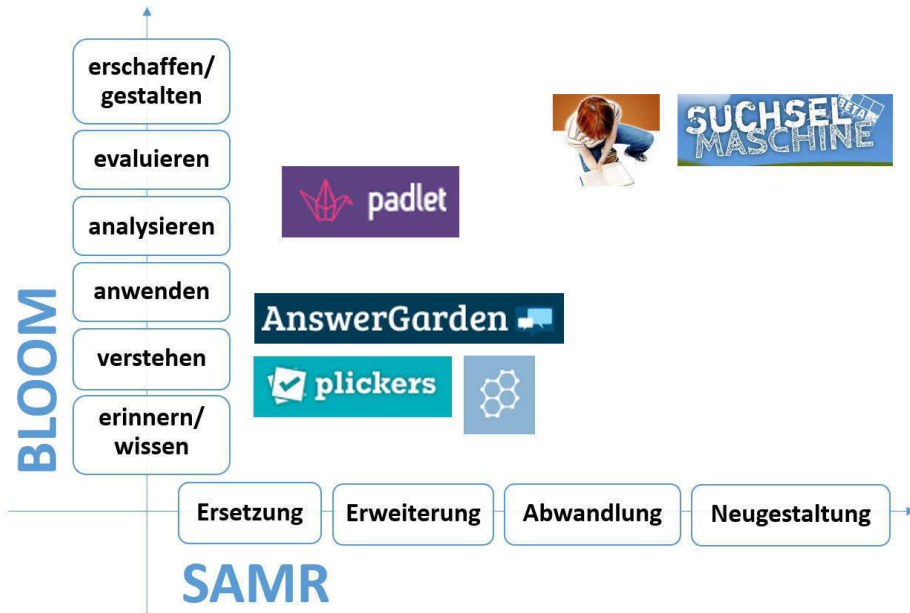 erschaffen/
gestalten
evaluieren
analysieren
anwenden
verstehen
erinnern/
wissen
BLOOM
padlet
SUCHSEL
BETA
MASCHINE
AnswerGarden
plickers
Ersetzung
Erweiterung
Abwandlung
Neugestaltung
SAMR